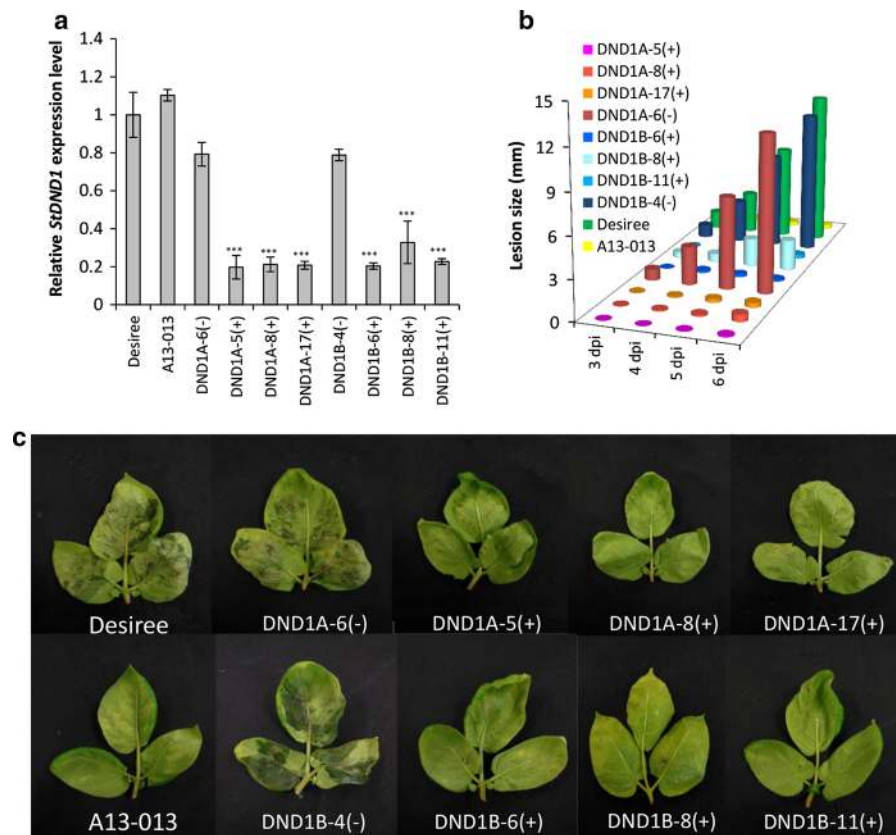 a
Relative StDND1 expression level
1.4
1.2
1
0.8
0.6
0.4
0.2
0
***
***
***
***
***
***
Desiree
A13-013
DND1A-6(-)
DND1A-5(+)
DND1A-8(+)
DND1A-17(+)
DND1B-4(-)
DND1B-6(+)
DND1B-8(+)
DND1B-11(+)
b
DND1A-5(+)
DND1A-8(+)
DND1A-17(+)
DND1A-6(-)
DND1B-6(+)
DND1B-8(+)
DND1B-11(+)
DND1B-4(-)
Desiree
A13-013
Lesion size (mm)
15
12
9
6
3
0
3 dpi
4 dpi
5 dpi
6 dpi
c
Desiree
DND1A-6(-)
DND1A-5(+)
DND1A-8(+)
DND1A-17(+)
A13-013
DND1B-4(-)
DND1B-6(+)
DND1B-8(+)
DND1B-11(+)